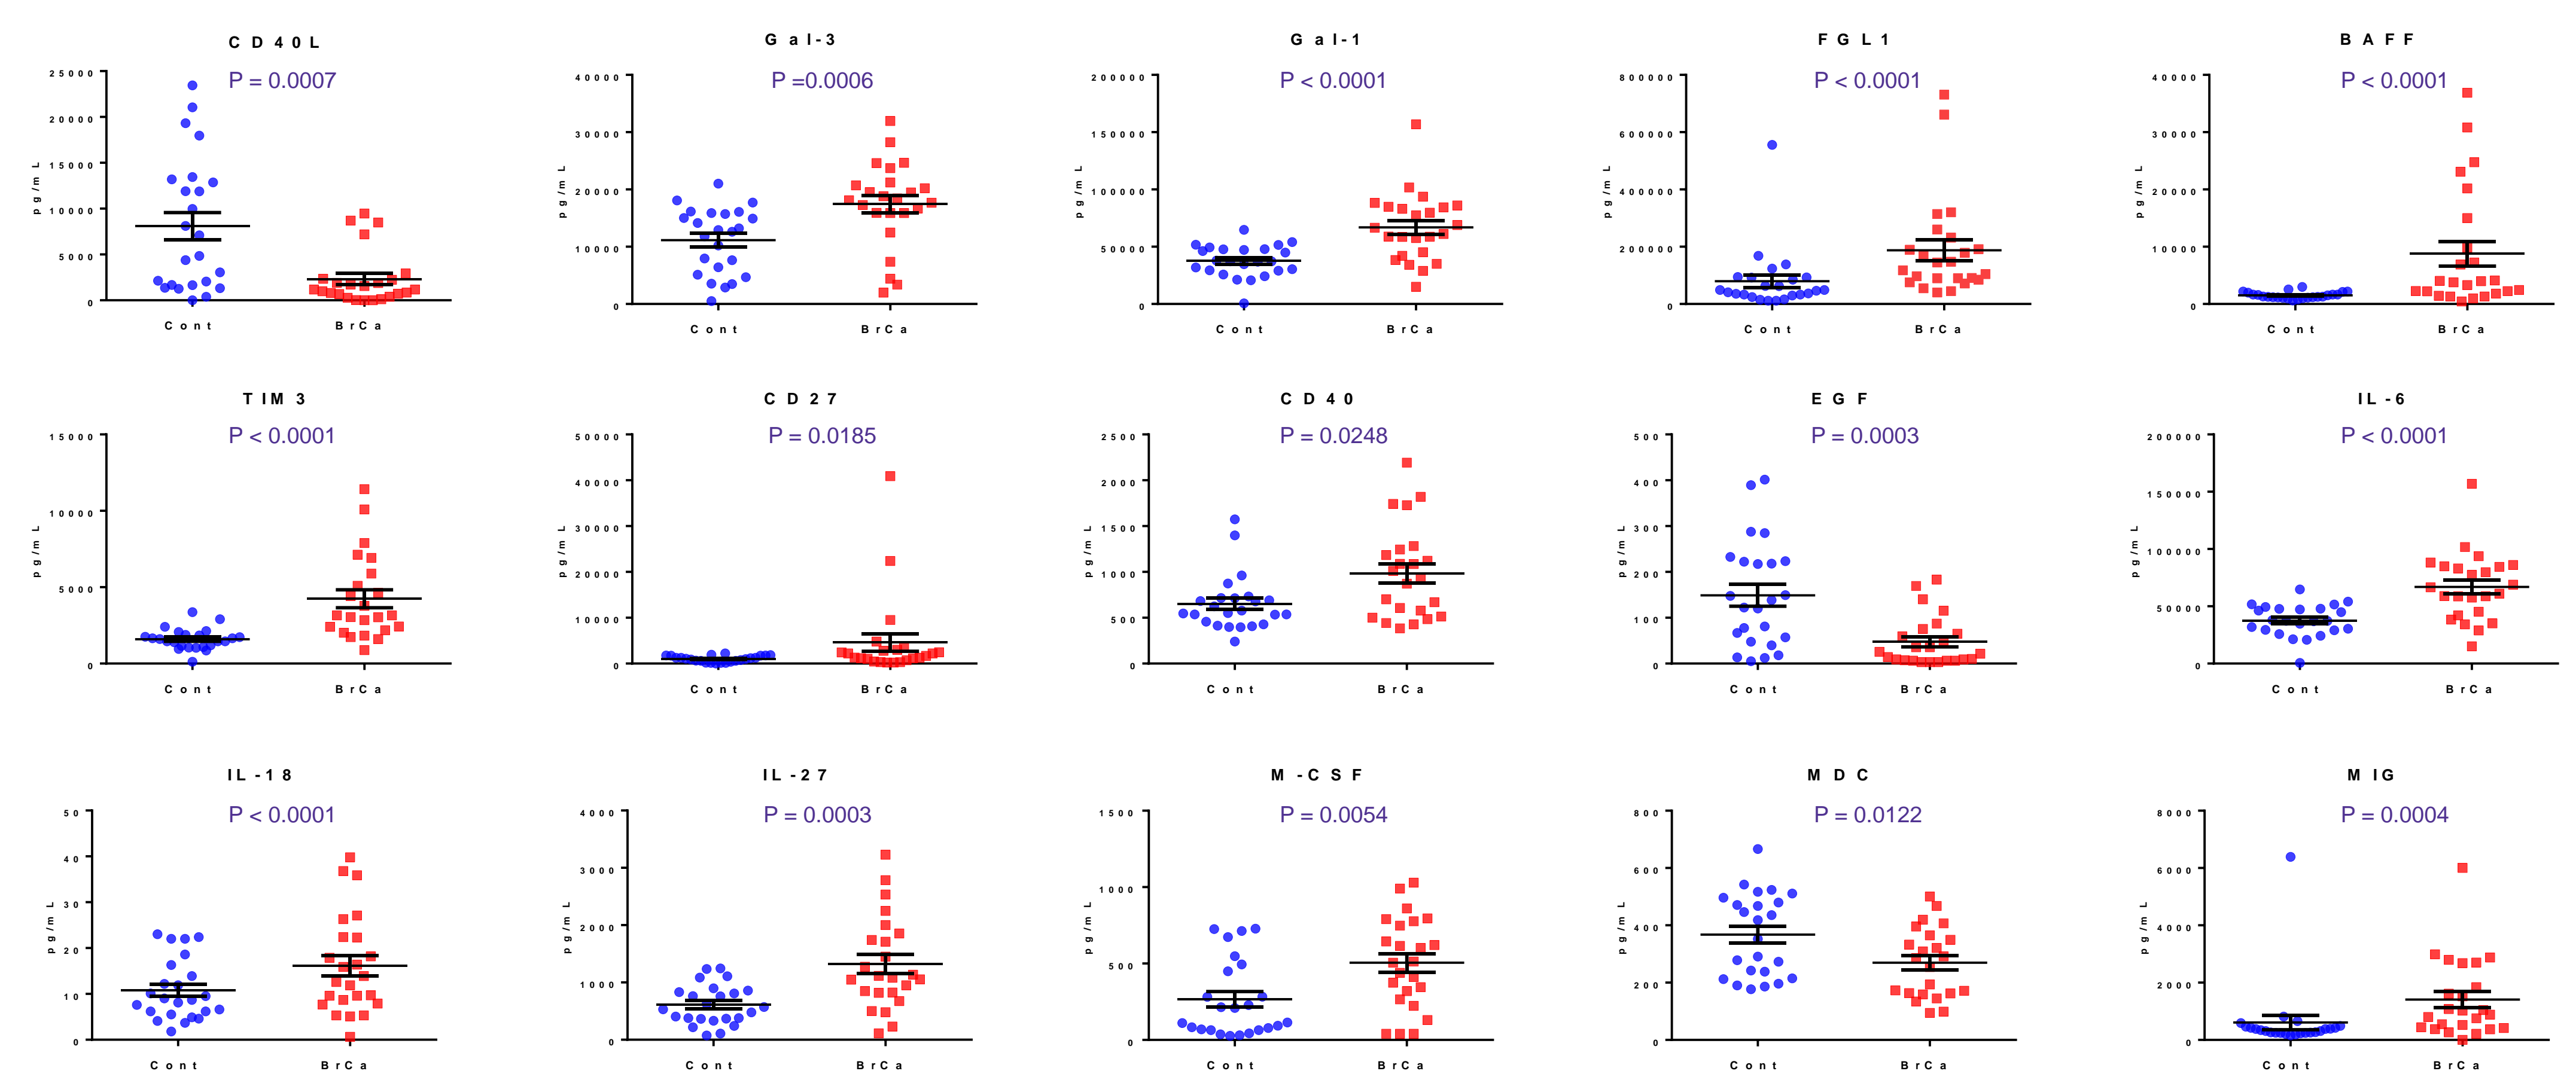 CD40L
P = 0.0007
25000
20000
15000
10000
5000
0
pg/mL
Cont BrCa
Gal-3
P =0.0006
40000
30000
20000
10000
0
pg/mL
Cont BrCa
Gal-1
P < 0.0001
200000
150000
100000
50000
0
pg/mL
Cont BrCa
FGL1
P < 0.0001
800000
600000
400000
200000
0
pg/mL
Cont BrCa
BAFF
P < 0.0001
40000
30000
20000
10000
0
pg/mL
Cont BrCa
TIM3
P < 0.0001
15000
10000
5000
0
pg/mL
Cont BrCa
CD27
P = 0.0185
50000
40000
30000
20000
10000
0
pg/mL
Cont BrCa
CD40
P = 0.0248
2500
2000
1500
1000
500
0
pg/mL
Cont BrCa
EGF
P = 0.0003
500
400
300
200
100
0
pg/mL
Cont BrCa
IL-6
P < 0.0001
200000
150000
100000
50000
0
pg/mL
Cont BrCa
IL-18
P < 0.0001
50
40
30
20
10
0
pg/mL
Cont BrCa
IL-27
P = 0.0003
4000
3000
2000
1000
0
pg/mL
Cont BrCa
M-CSF
P = 0.0054
1500
1000
500
0
pg/mL
Cont BrCa
MDC
P = 0.0122
800
600
400
200
0
pg/mL
Cont BrCa
MIG
P = 0.0004
8000
6000
4000
2000
0
pg/mL
Cont BrCa